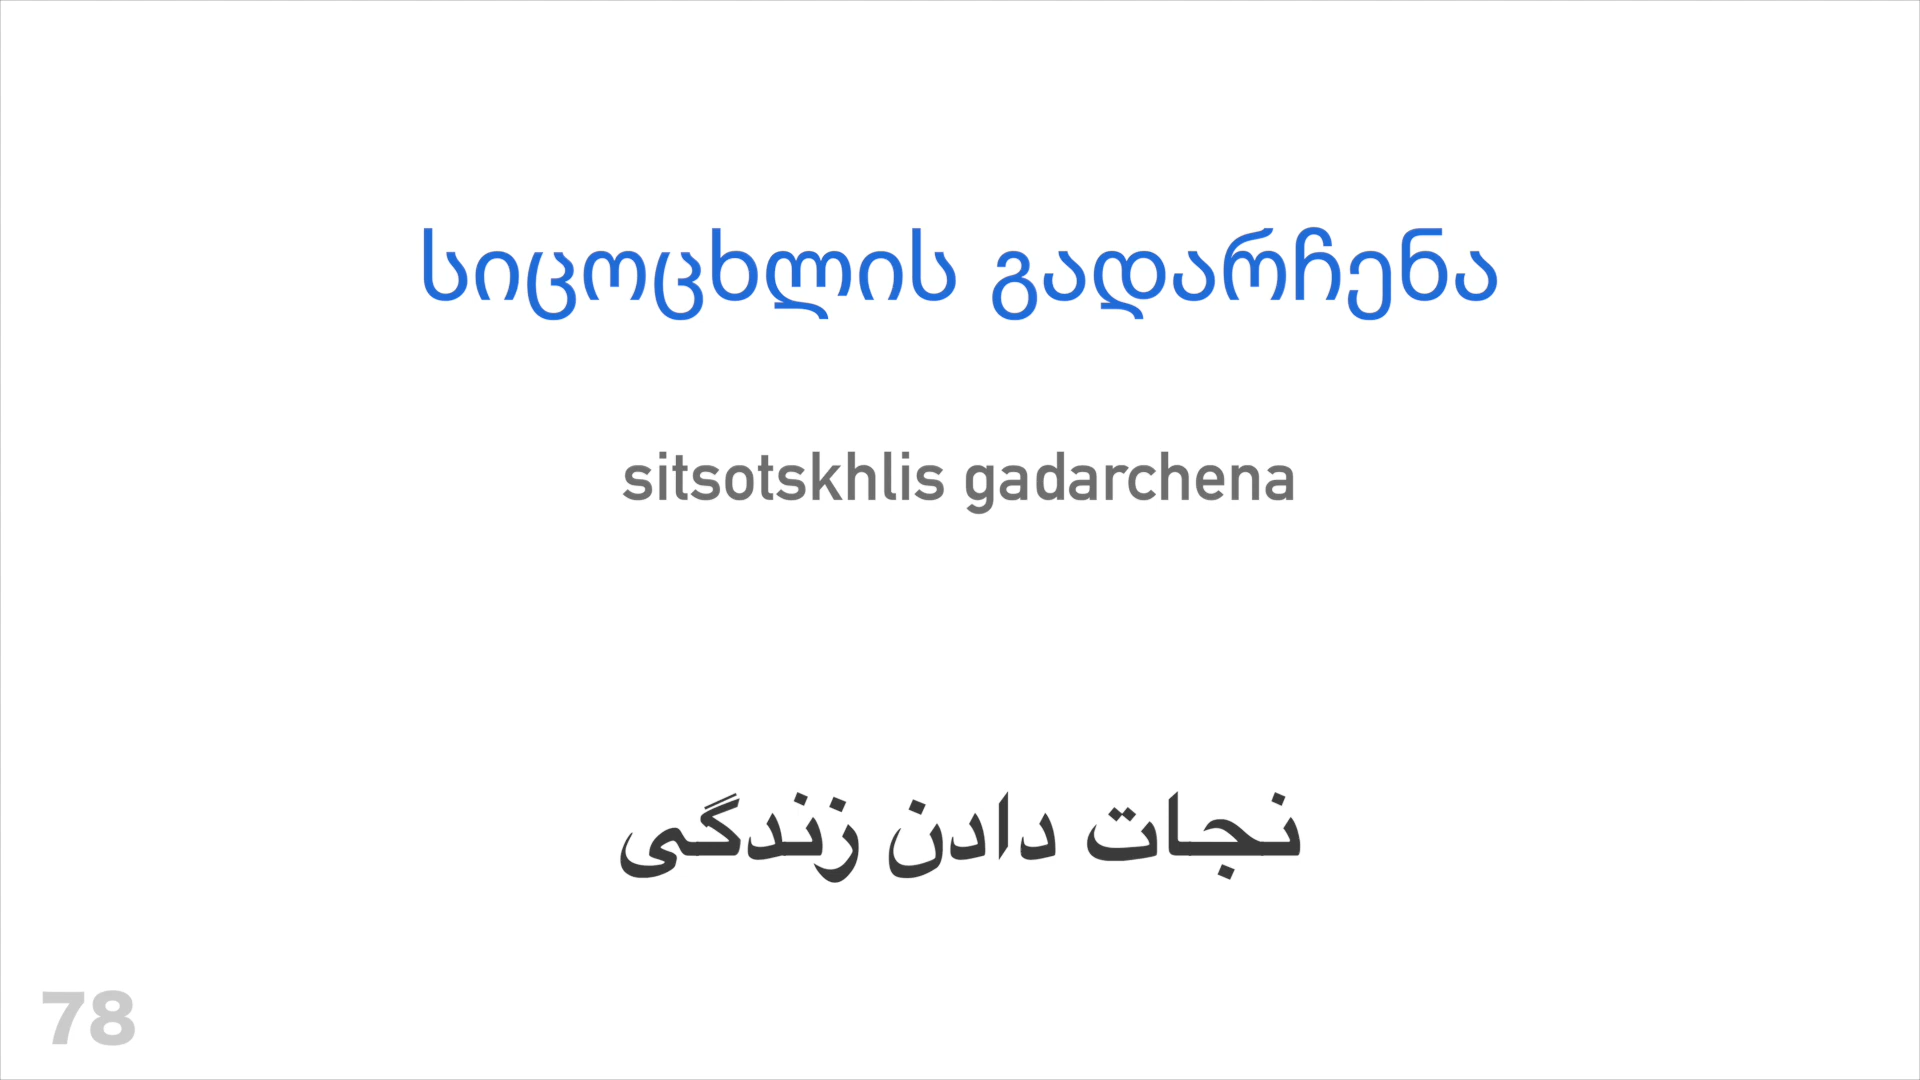 სიცოცხლის გადარჩენა
sitsotskhlis gadarchena
نجات دادن زندگی
78